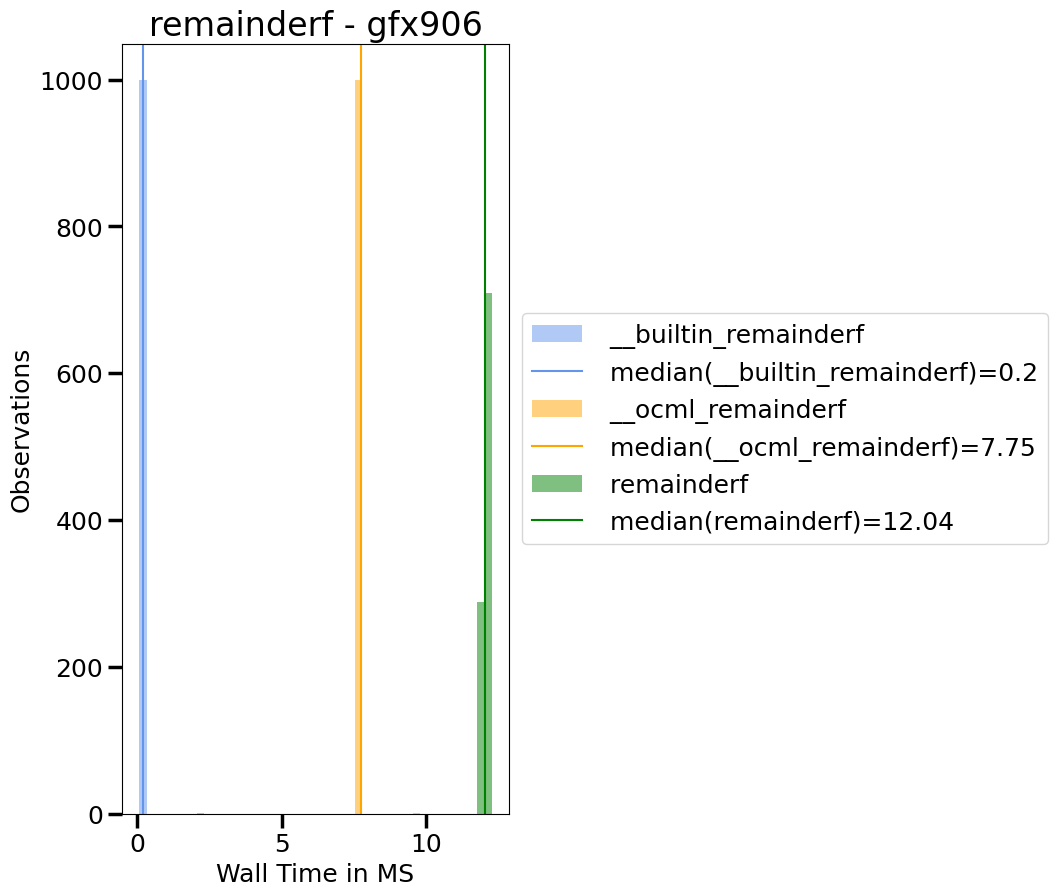 remainderf - gfx906
1000
800
600
400
200
0
Observations
0 5 10
Wall Time in MS
__builtin_remainderf
median(__builtin_remainderf)=0.2
__ocml_remainderf
median(__ocml_remainderf)=7.75
remainderf
median(remainderf)=12.04